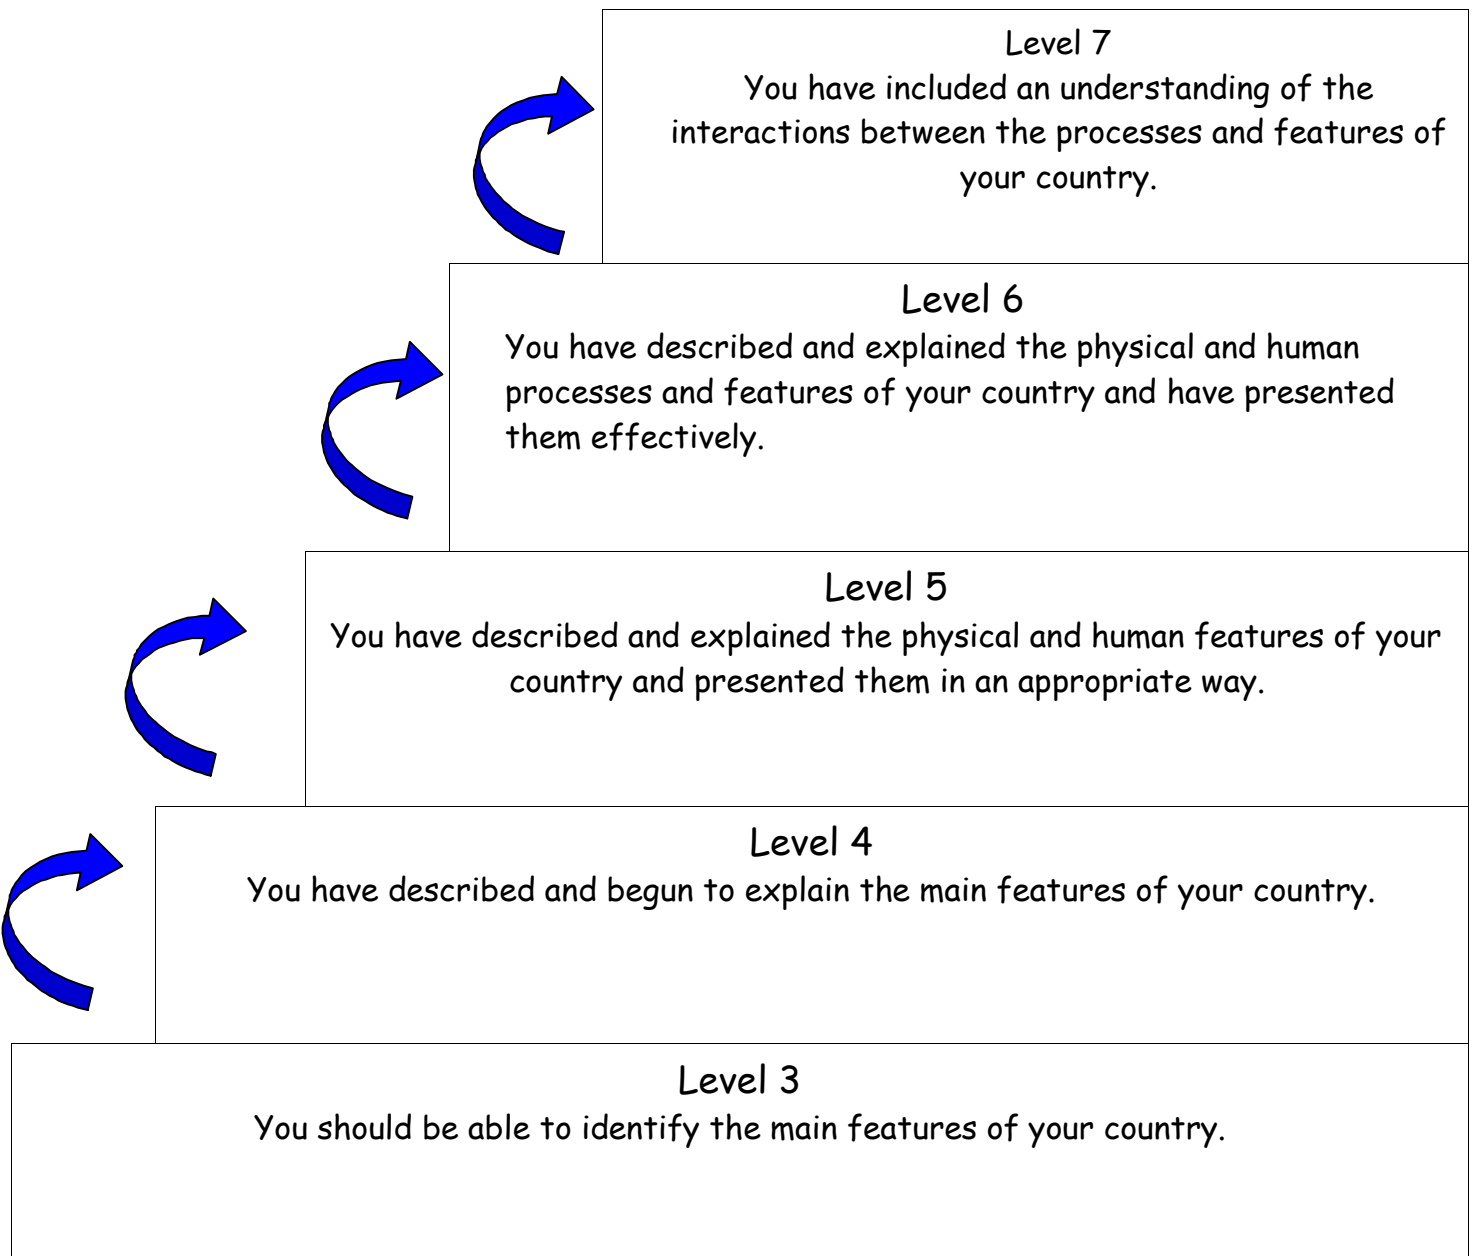 Level 7
You have included an understanding of the
interactions between the processes and features of
your country.
Level 6
You have described and explained the physical and human
processes and features of your country and have presented
them effectively.
Level 5
You have described and explained the physical and human features of your
country and presented them in an appropriate way.
Level 4
You have described and begun to explain the main features of your country.
Level 3
You should be able to identify the main features of your country.